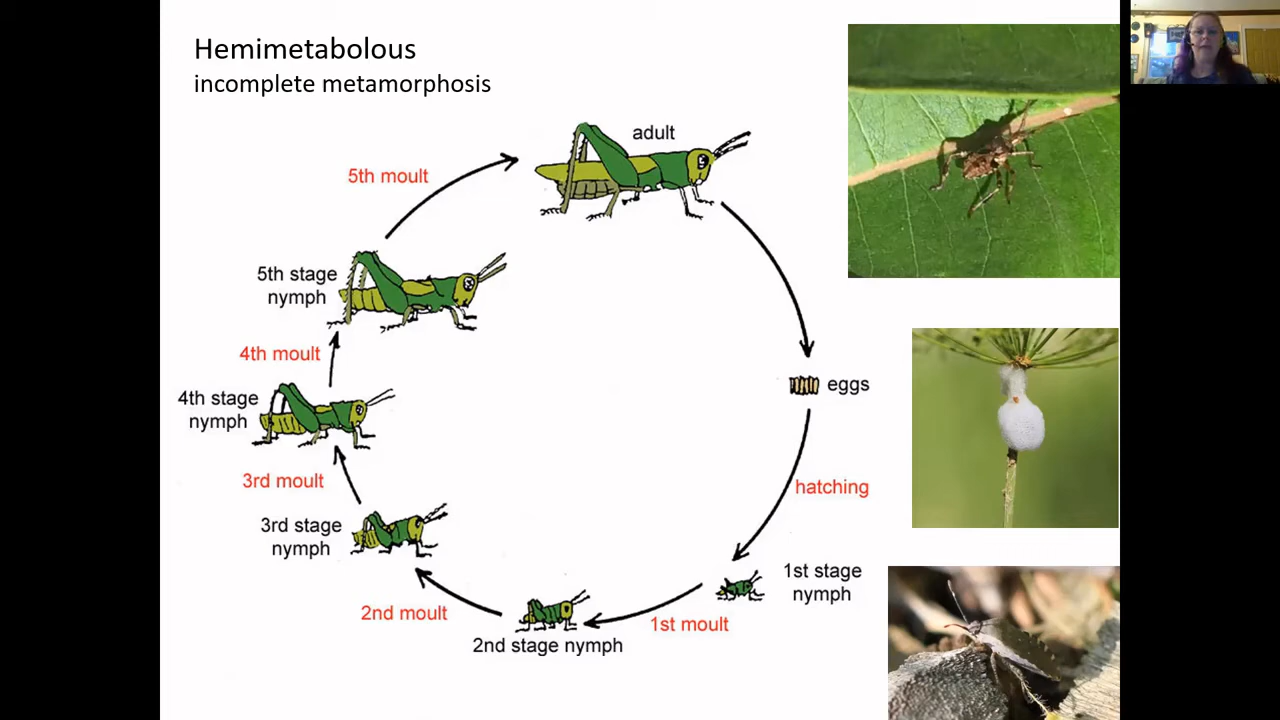 Hemimetabolous
incomplete metamorphosis
adult
5th moult
5th stage
nymph
4th moult
4th stage
nymph
eggs
3rd moult
hatching
3rd stage
nymph
1st stage
nymph
2nd moult
1st moult
2nd stage nymph